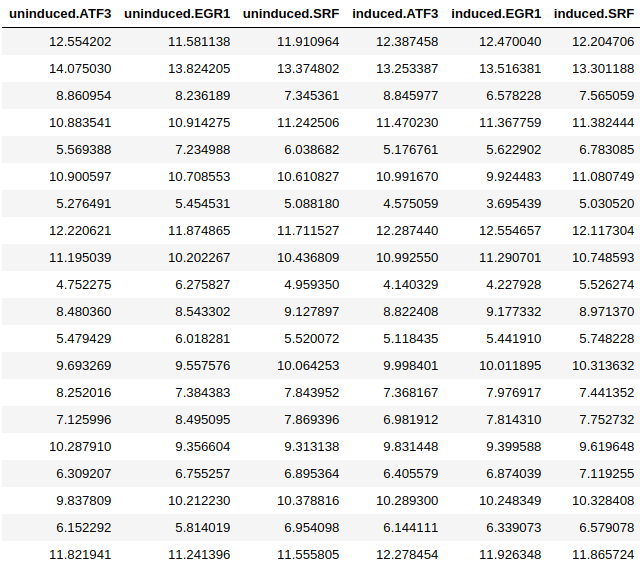 uninduced.ATF3 uninduced.EGR1 uninduced.SRF induced.ATF3 induced.EGR1 induced.SRF
12.554202 11.581138 11.910964 12.387458 12.470040 12.204706
14.075030 13.824205 13.374802 13.253387 13.516381 13.301188
8.860954 8.236189 7.345361 8.845977 6.578228 7.565059
10.883541 10.914275 11.242506 11.470230 11.367759 11.382444
5.569388 7.234988 6.038682 5.176761 5.622902 6.783085
10.900597 10.708553 10.610827 10.991670 9.924483 11.080749
5.276491 5.454531 5.088180 4.575059 3.695439 5.030520
12.220621 11.874865 11.711527 12.287440 12.554657 12.117304
11.195039 10.202267 10.436809 10.992550 11.290701 10.748593
4.752275 6.275827 4.959350 4.140329 4.227928 5.526274
8.480360 8.543302 9.127897 8.822408 9.177332 8.971370
5.479429 6.018281 5.520072 5.118435 5.441910 5.748228
9.693269 9.557576 10.064253 9.998401 10.011895 10.313632
8.252016 7.384383 7.843952 7.368167 7.976917 7.441352
7.125996 8.495095 7.869396 6.981912 7.814310 7.752732
10.287910 9.356604 9.313138 9.831448 9.399588 9.619648
6.309207 6.755257 6.895364 6.405579 6.874039 7.119255
9.837809 10.212230 10.378816 10.289300 10.248349 10.328408
6.152292 5.814019 6.954098 6.144111 6.339073 6.579078
11.821941 11.241396 11.555805 12.278454 11.926348 11.865724